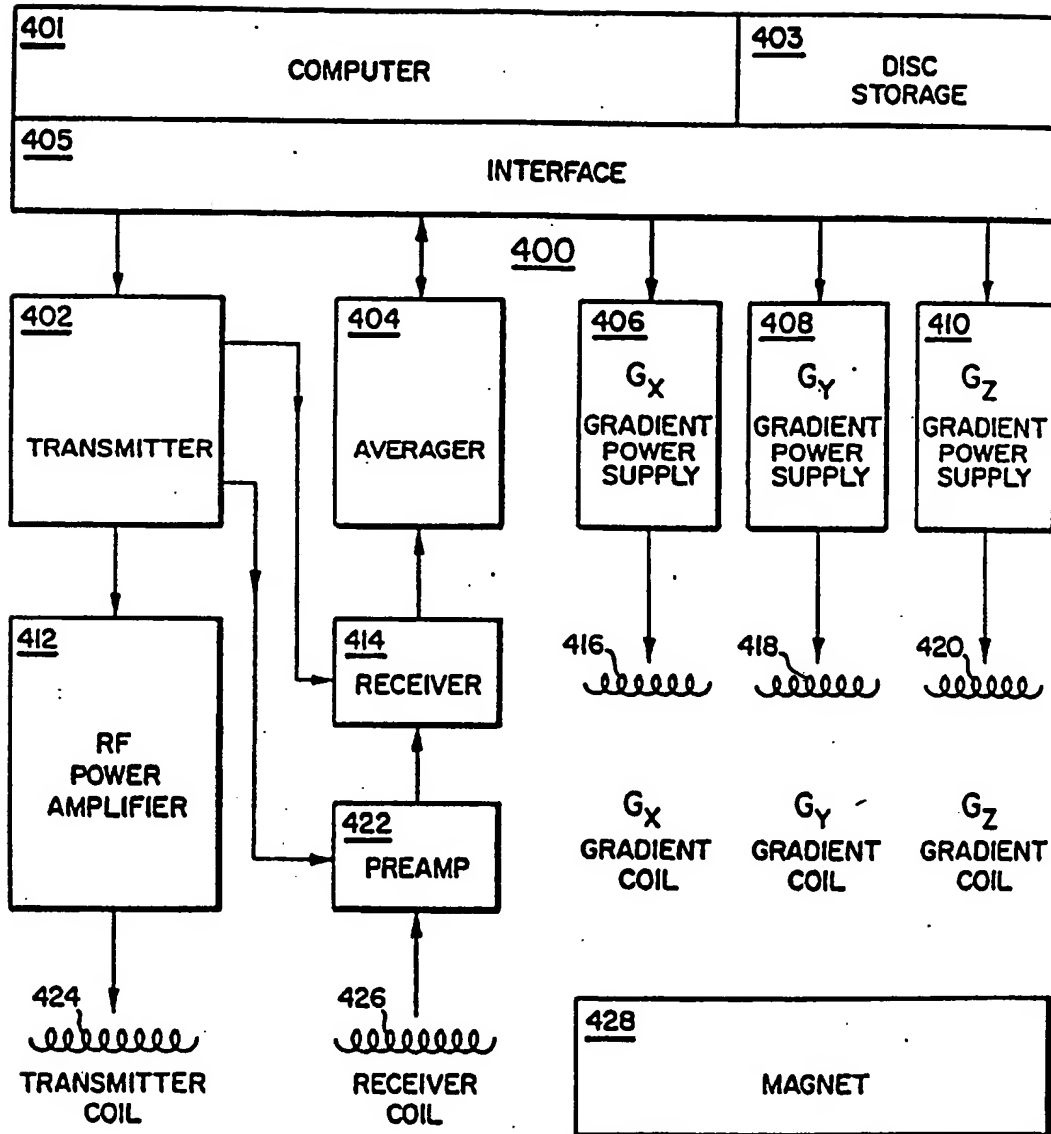 401
COMPUTER
403
DISC
STORAGE
405
INTERFACE
400
402
TRANSMITTER
404
AVERAGER
406
GX
GRADIENT
POWER
SUPPLY
408
GY
GRADIENT
POWER
SUPPLY
410
GZ
GRADIENT
POWER
SUPPLY
412
RF
POWER
AMPLIFIER
414
RECEIVER
416
418
420
422
PREAMP
GX
GRADIENT
COIL
GY
GRADIENT
COIL
GZ
GRADIENT
COIL
424
TRANSMITTER
COIL
426
RECEIVER
COIL
428
MAGNET